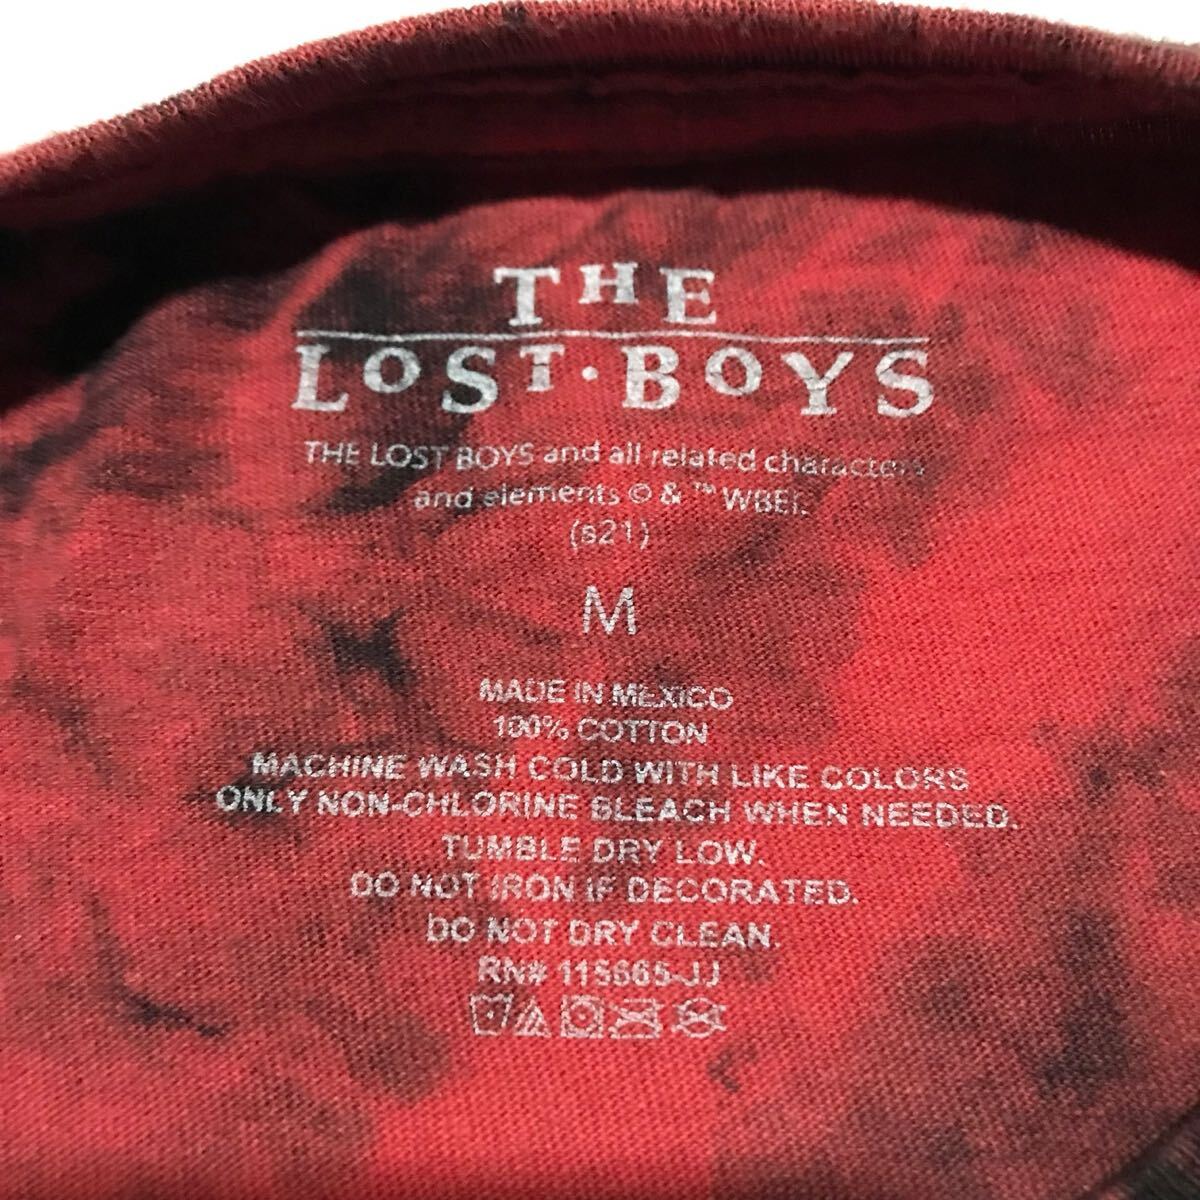 THE
LOST·BOYS
THE LOST BOYS and all related characters
and elements © & ™ WBEI.
(s21)
M
MADE IN MEXICO
100% COTTON
MACHINE WASH COLD WITH LIKE COLORS
ONLY NON-CHLORINE BLEACH WHEN NEEDED.
TUMBLE DRY LOW.
DO NOT IRON IF DECORATED.
DO NOT DRY CLEAN.
RN# 115665-JJ